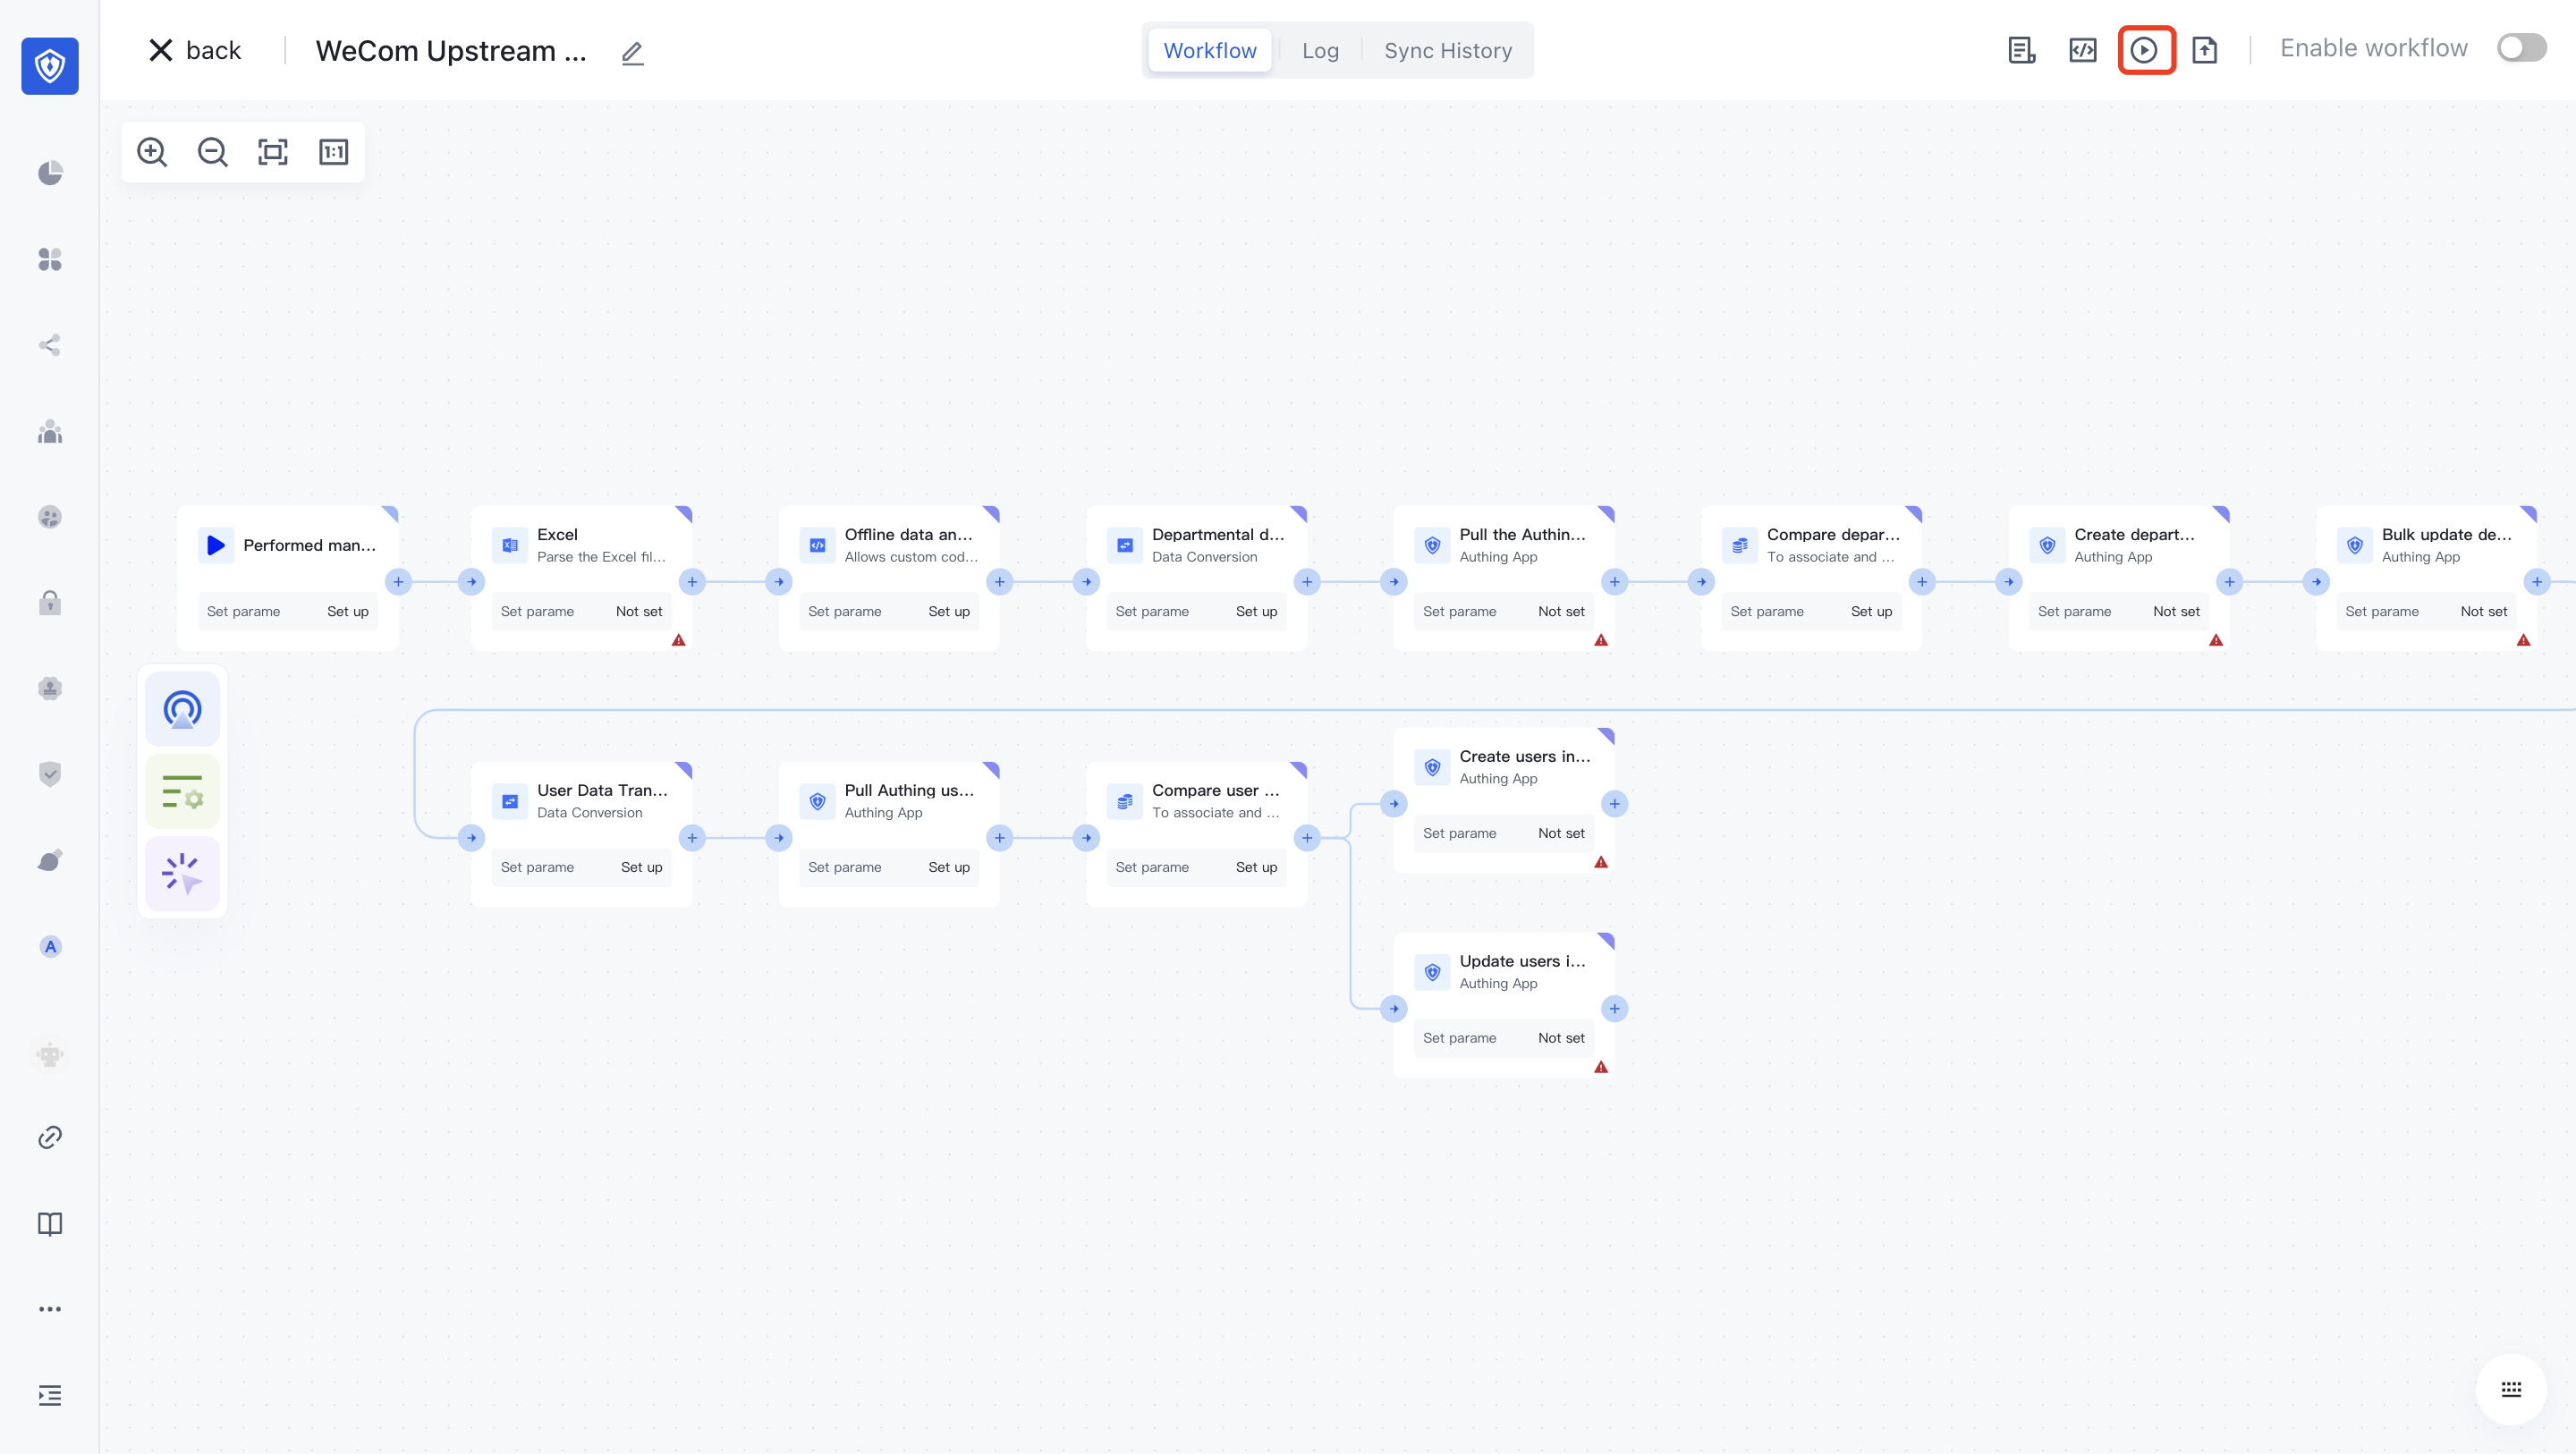 back
WeCom Upstream ...
Workflow
Log
Sync History
Enable workflow
1:1
Performed man...
Set parame
Set up
Excel
Parse the Excel fil...
Set parame
Not set
Offline data an...
Allows custom cod...
Set parame
Set up
Departmental d...
Data Conversion
Set parame
Set up
Pull the Authin...
Authing App
Set parame
Not set
Compare depar...
To associate and ...
Set parame
Set up
Create depart...
Authing App
Set parame
Not set
Bulk update de...
Authing App
Set parame
Not set
User Data Tran...
Data Conversion
Set parame
Set up
Pull Authing us...
Authing App
Set parame
Set up
Compare user ...
To associate and ...
Set parame
Set up
Create users in...
Authing App
Set parame
Not set
Update users i...
Authing App
Set parame
Not set
A